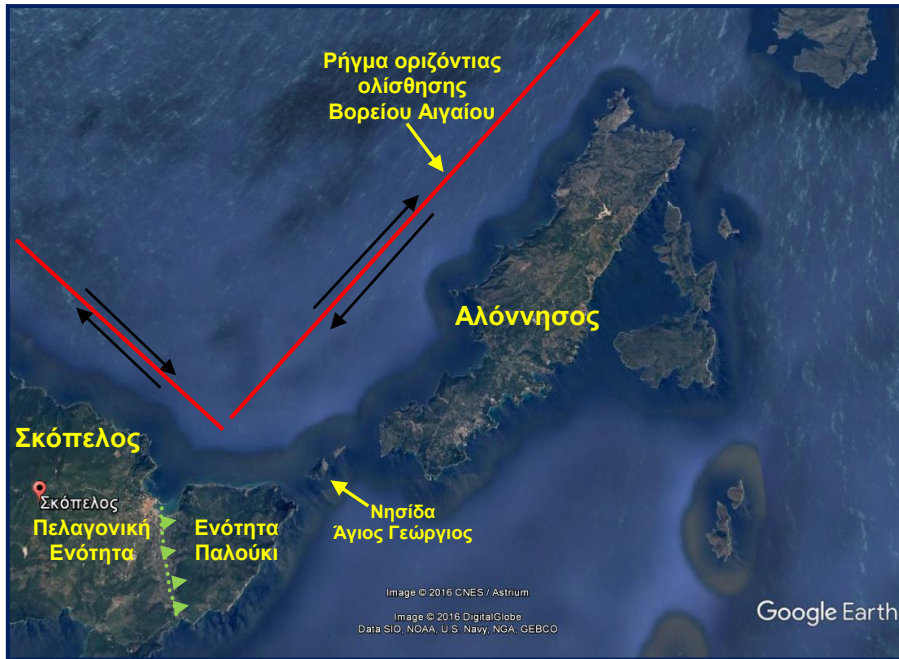 Ρήγμα οριζόντιας
ολίσθησης
Βορείου Αιγαίου
Αλόννησος
Σκόπελος
Σκόπελος
Πελαγονική
Ενότητα
Ενότητα
Παλούκι
Νησίδα
Άγιος Γεώργιος
Image © 2016 CNES / Astrium
Image © 2016 DigitalGlobe
Data SIO, NOAA, U.S. Navy, NGA, GEBCO
Google Earth